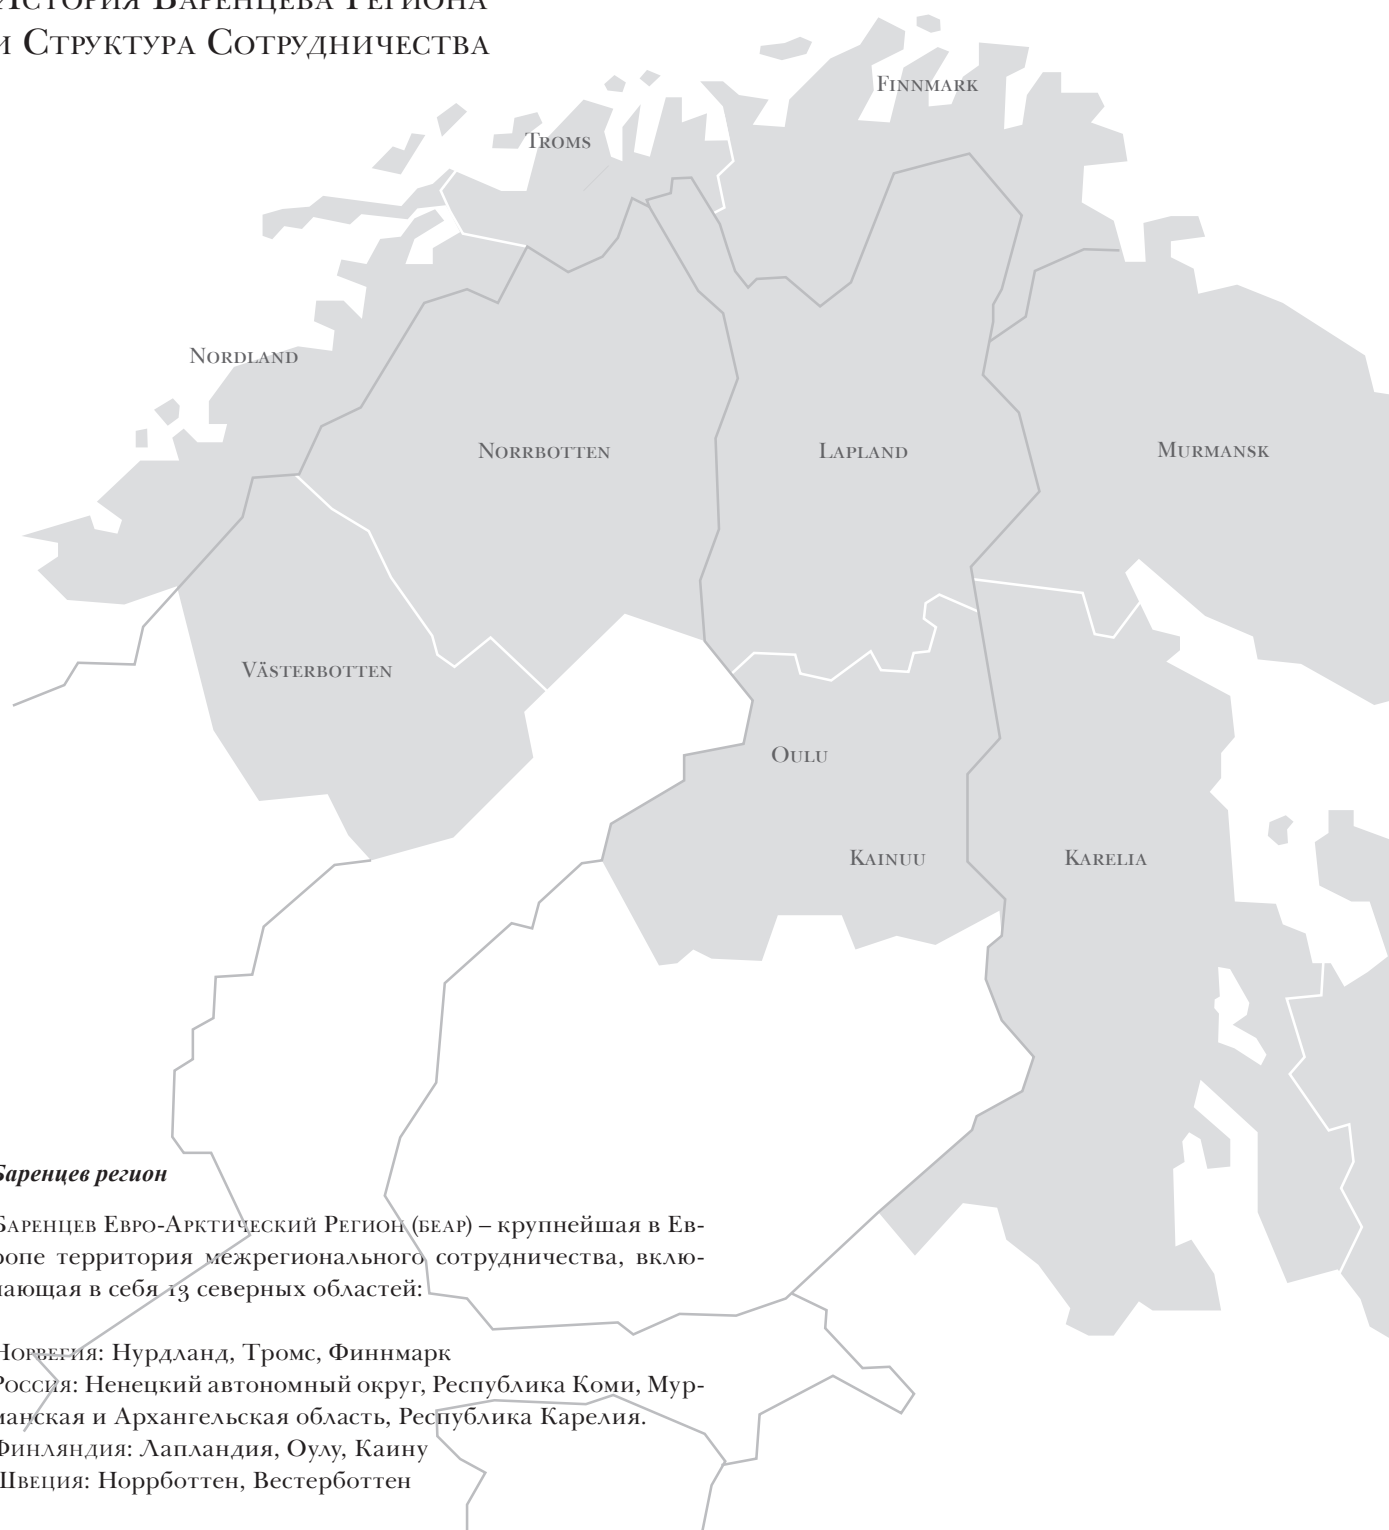 История Баренцева Региона
и Структура Сотрудничества
Finnmark
Troms
Nordland
Norrbotten
Lapland
Murmansk
Västerbotten
Oulu
Kainuu
Karelia
Баренцев регион
Баренцев Евро-Арктический Регион (БЕАР) – крупнейшая в Ев-
ропе территория межрегионального сотрудничества, вклю-
чающая в себя 13 северных областей:
Норвегия: Нурдланд, Тромс, Финнмарк
Россия: Ненецкий автономный округ, Республика Коми, Мур-
манская и Архангельская область, Республика Карелия.
Финляндия: Лапландия, Оулу, Каину
Швеция: Норрботтен, Вестерботтен